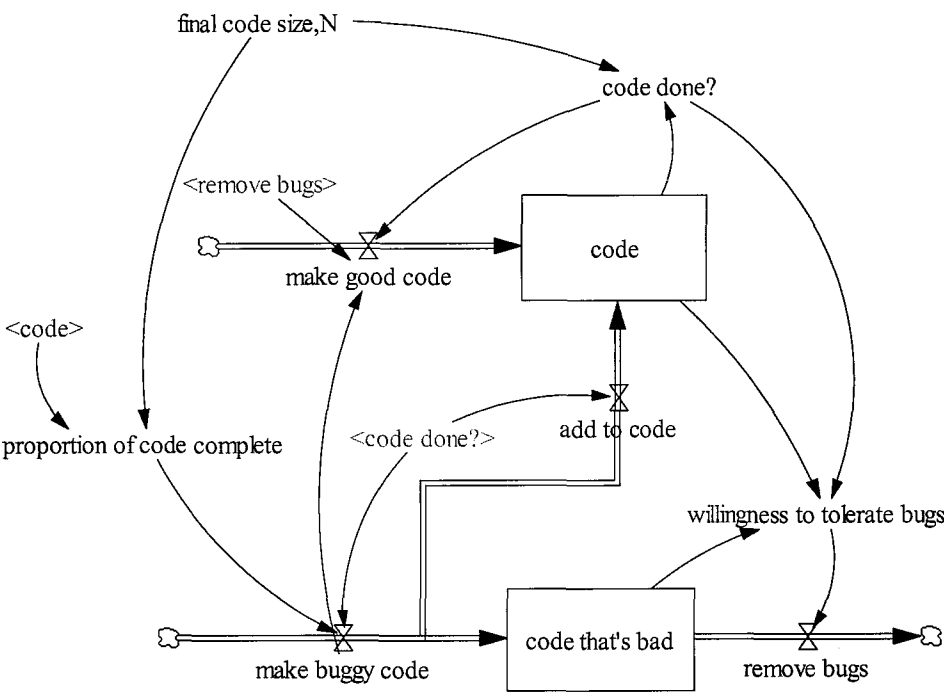 final code size,N
code done?
<remove bugs>
code
make good code
<code>
add to code
<code done?>
proportion of code complete
willingness to tolerate bugs
code that's bad
make buggy code
remove bugs